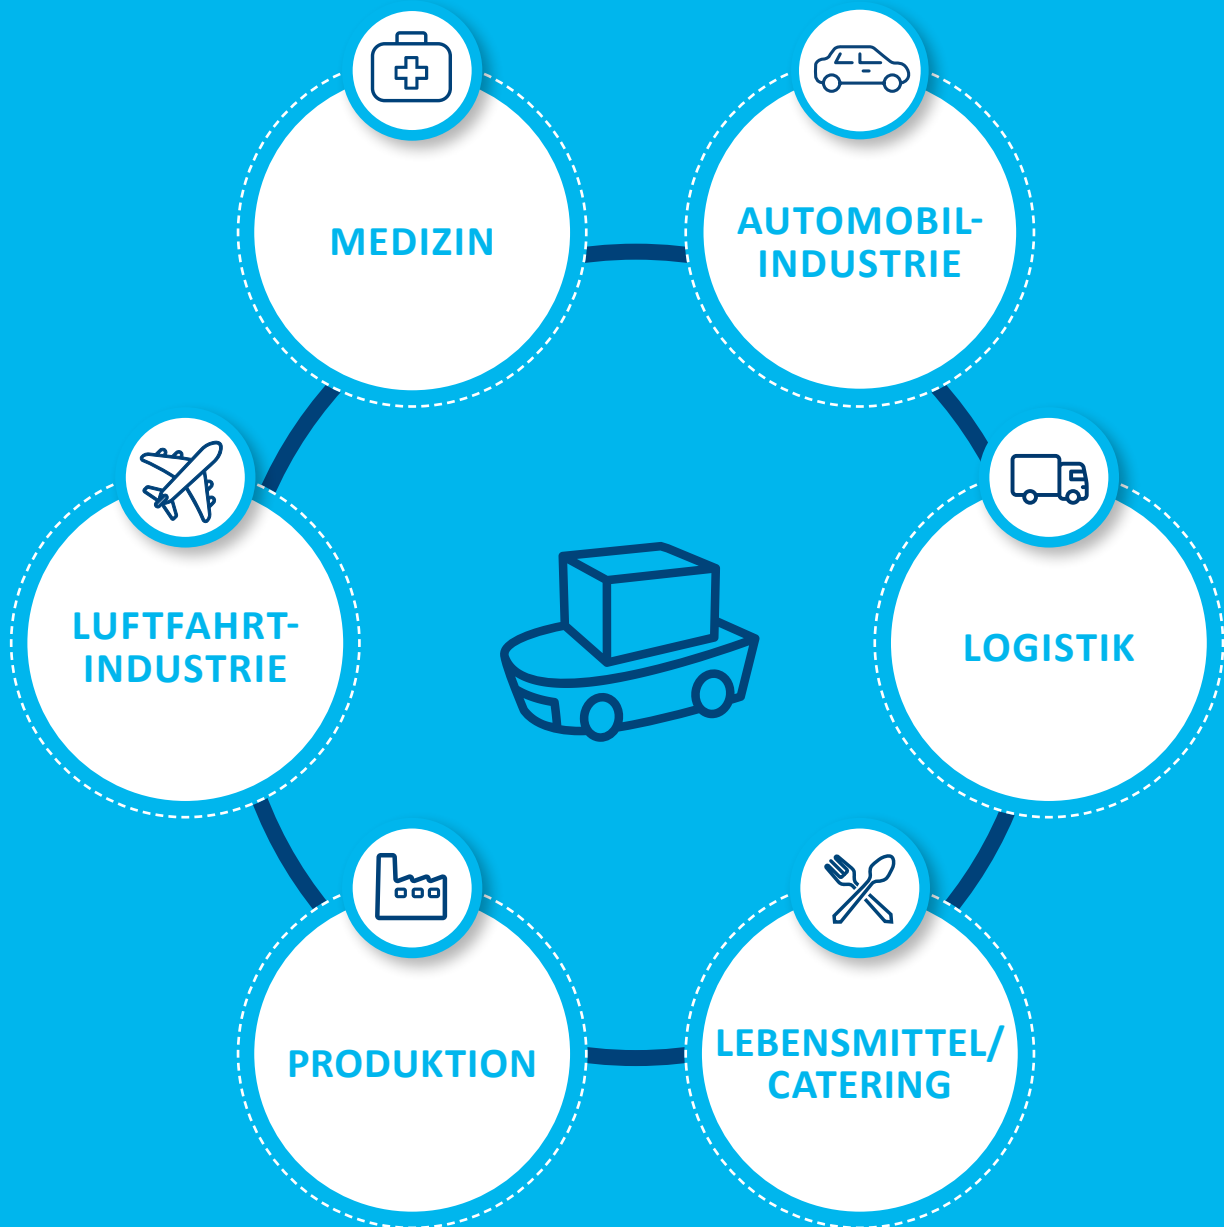 MEDIZIN
AUTOMOBIL-
INDUSTRIE
LUFTFAHRT-
INDUSTRIE
LOGISTIK
PRODUKTION
LEBENSMITTEL/
CATERING